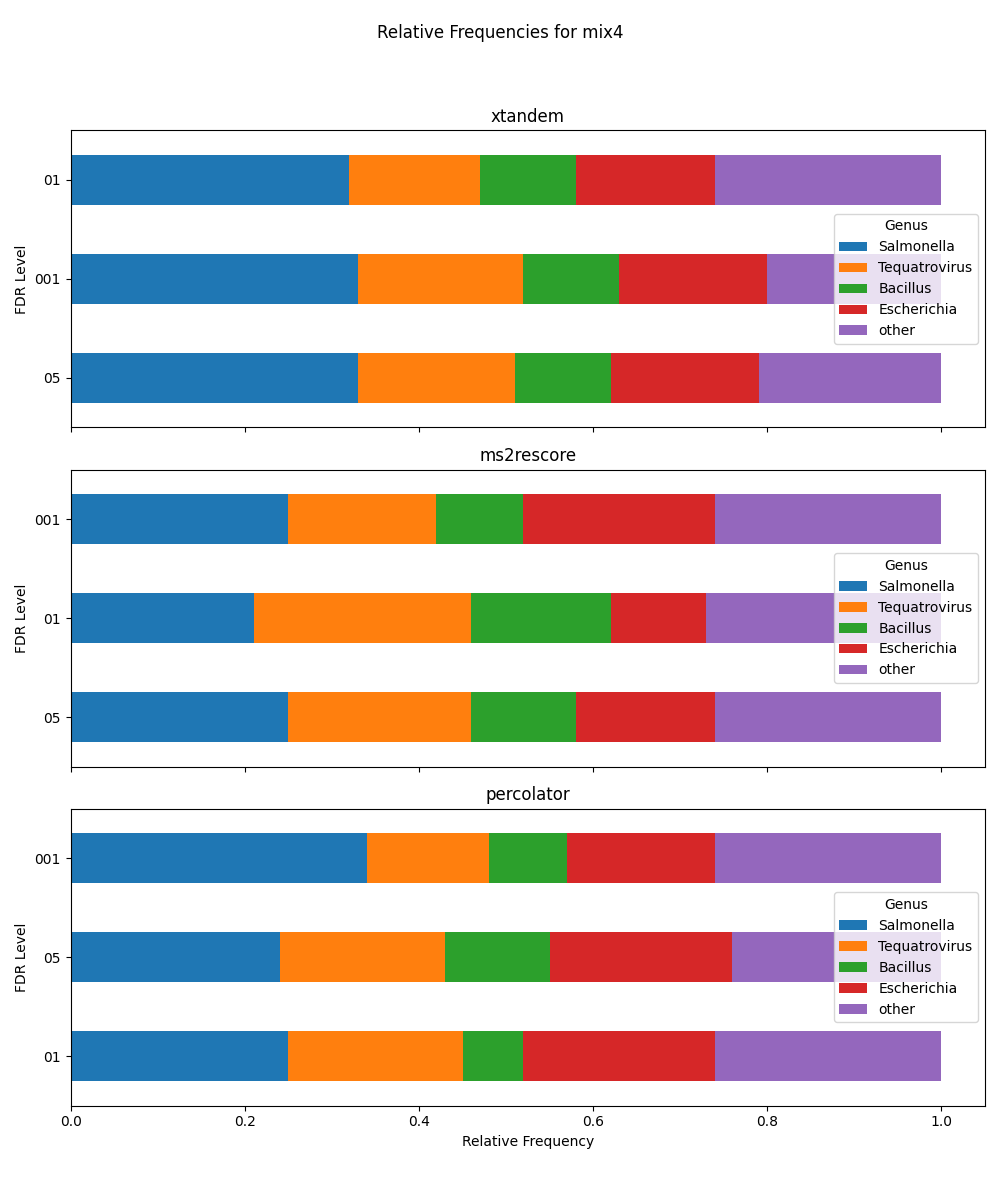 Relative Frequencies for mix4
xtandem
FDR Level
01
001
05
Genus
Salmonella
Tequatrovirus
Bacillus
Escherichia
other
ms2rescore
FDR Level
001
01
05
Genus
Salmonella
Tequatrovirus
Bacillus
Escherichia
other
percolator
FDR Level
001
05
01
Genus
Salmonella
Tequatrovirus
Bacillus
Escherichia
other
0.0 0.2 0.4 0.6 0.8 1.0
Relative Frequency